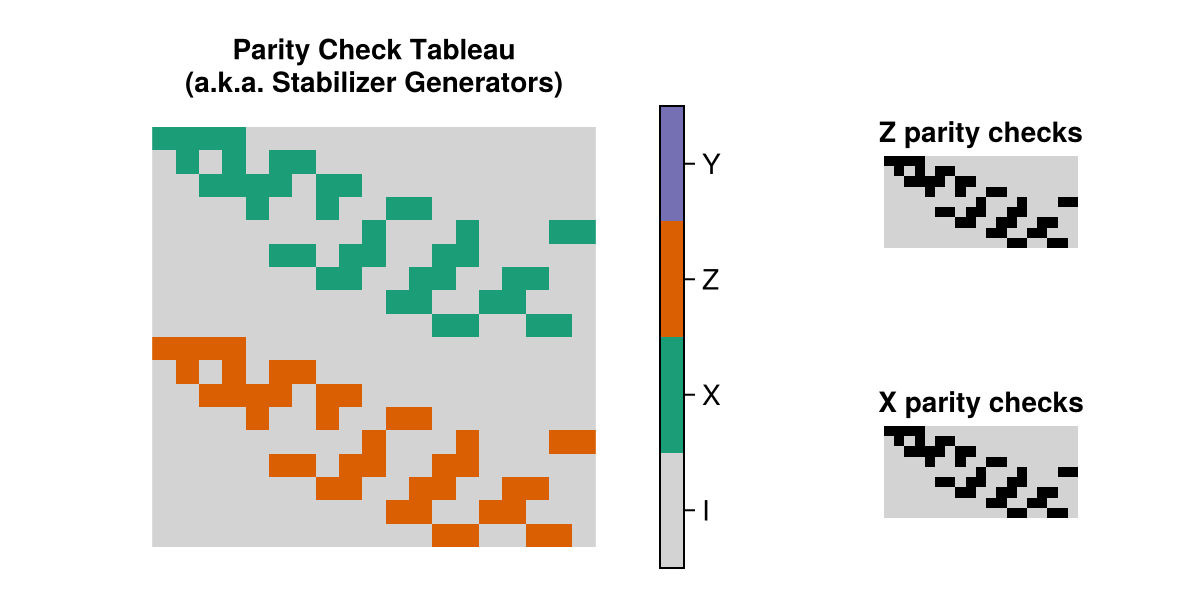 Parity Check Tableau
(a.k.a. Stabilizer Generators)
Y
Z
X
I
Z parity checks
X parity checks